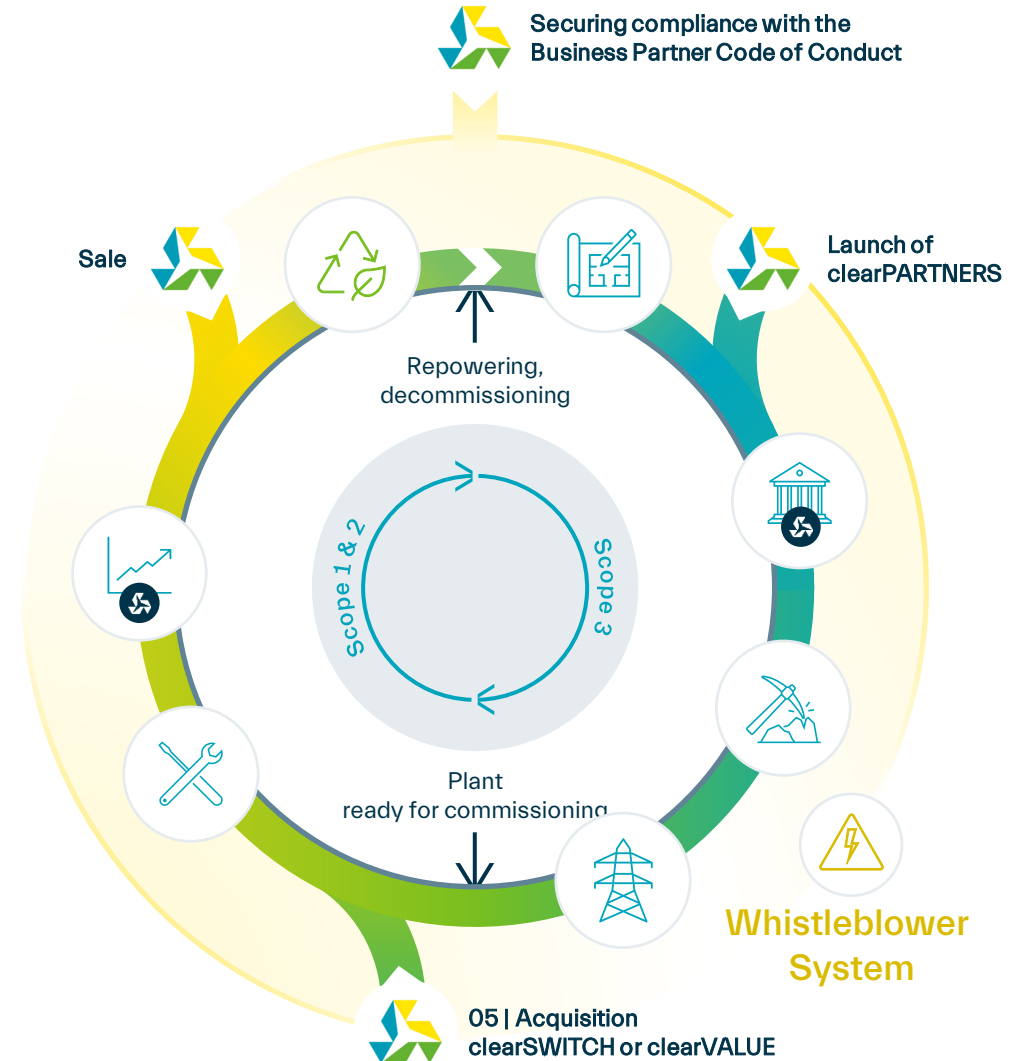 Securing compliance with the
Business Partner Code of Conduct
Sale
Launch of
clearPARTNERS
Repowering,
decommissioning
Scope 1 & 2
Scope 3
Plant
ready for commissioning
Whistleblower
System
05 | Acquisition
clearSWITCH or clearVALUE